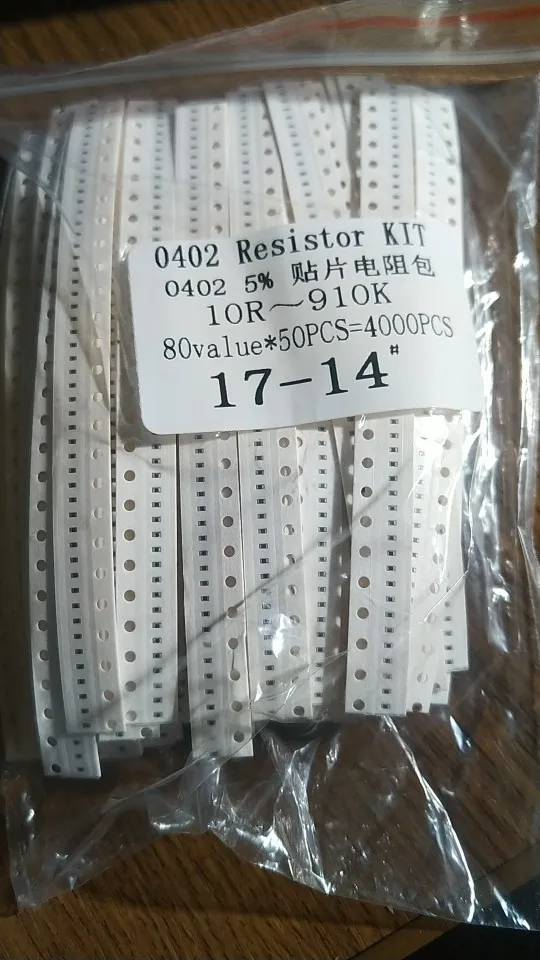 0402 Resistor KIT
0402 5% 贴片电阻包
10R～910K
80value*50PCS=4000PCS
17-14#